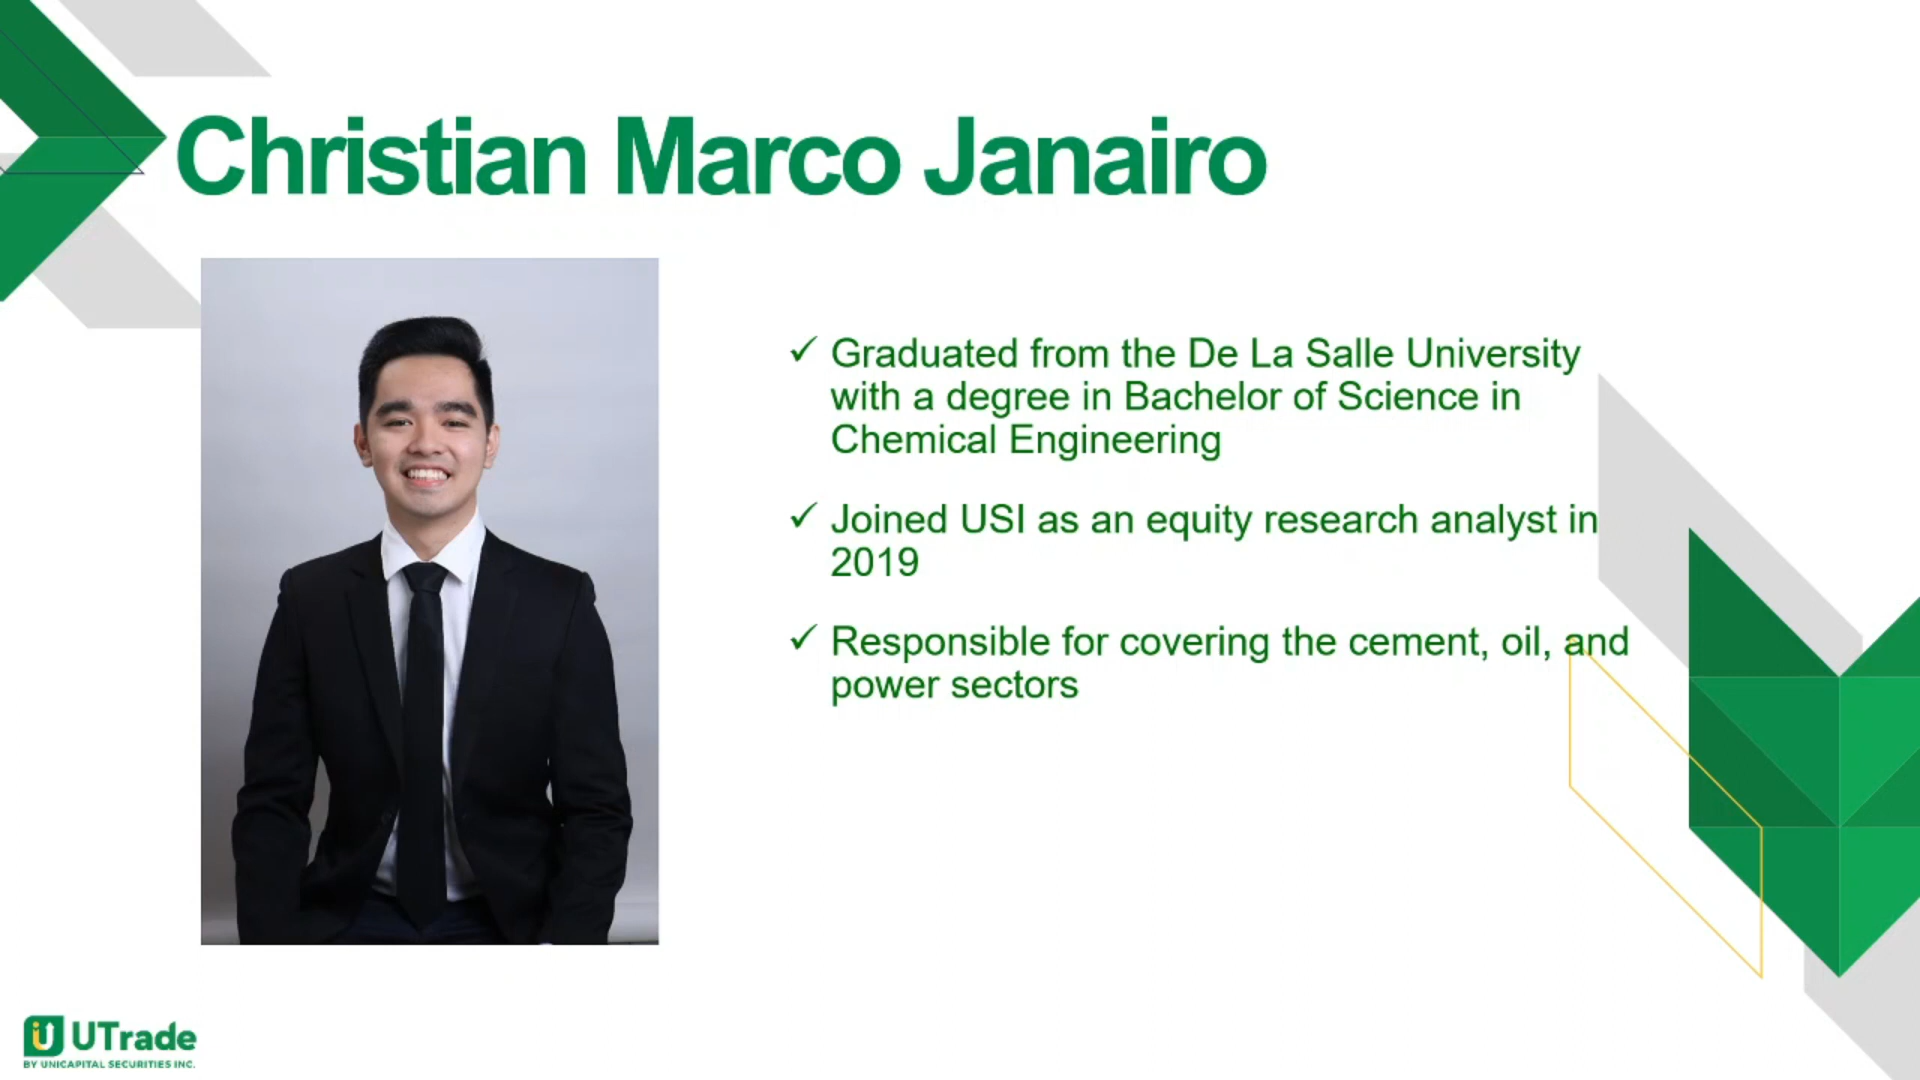 Christian Marco Janairo
✓ Graduated from the De La Salle University
with a degree in Bachelor of Science in
Chemical Engineering
✓ Joined USI as an equity research analyst in
2019
✓ Responsible for covering the cement, oil, and
power sectors
UTrade
BY UNICAPITAL SECURITIES INC.